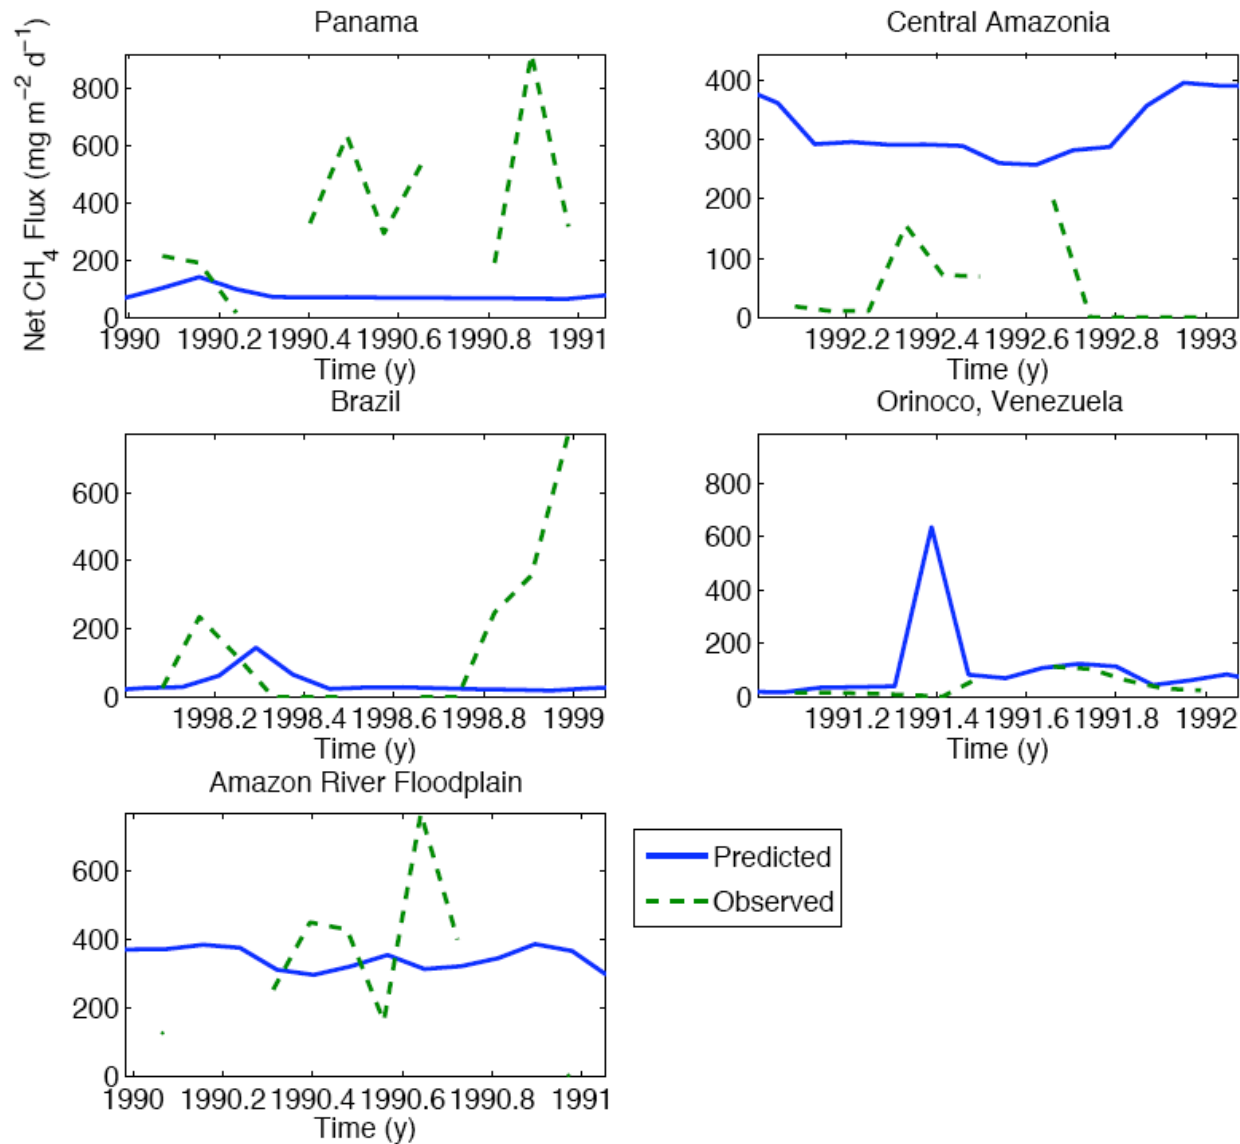 Panama
Net CH4 Flux (mg m−2 d−1)
800
600
400
200
0
1990 1990.2 1990.4 1990.6 1990.8 1991
Time (y)
Central Amazonia
400
300
200
100
0
1992.2 1992.4 1992.6 1992.8 1993
Time (y)
Brazil
600
400
200
0
1998.2 1998.4 1998.6 1998.8 1999
Time (y)
Orinoco, Venezuela
800
600
400
200
0
1991.2 1991.4 1991.6 1991.8 1992
Time (y)
Amazon River Floodplain
600
400
200
0
1990 1990.2 1990.4 1990.6 1990.8 1991
Time (y)
Predicted
Observed